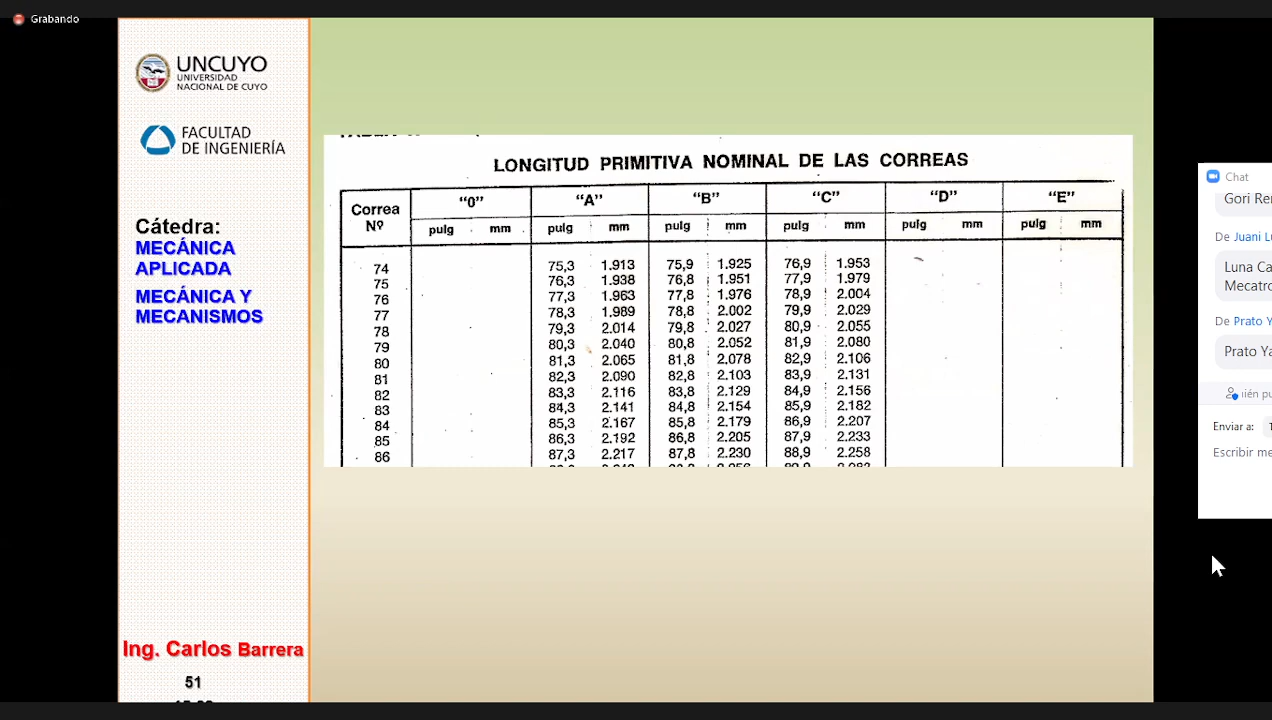 Grabando
UNCUYO
UNIVERSIDAD
NACIONAL DE CUYO
FACULTAD
DE INGENIERÍA
Cátedra:
MECÁNICA
APLICADA
MECÁNICA Y
MECANISMOS
Ing. Carlos Barrera
51
LONGITUD PRIMITIVA NOMINAL DE LAS CORREAS
Correa Nº "0" "A" "B" "C" "D" "E"
pulg mm pulg mm pulg mm pulg mm pulg mm pulg mm
74 75,3 1.913 75,9 1.925 76,9 1.953
75 76,3 1.938 76,8 1.951 77,9 1.979
76 77,3 1.963 77,8 1.976 78,9 2.004
77 78,3 1.989 78,8 2.002 79,9 2.029
78 79,3 2.014 79,8 2.027 80,9 2.055
79 80,3 2.040 80,8 2.052 81,9 2.080
80 81,3 2.065 81,8 2.078 82,9 2.106
81 82,3 2.090 82,8 2.103 83,9 2.131
82 83,3 2.116 83,8 2.129 84,9 2.156
83 84,3 2.141 84,8 2.154 85,9 2.182
84 85,3 2.167 85,8 2.179 86,9 2.207
85 86,3 2.192 86,8 2.205 87,9 2.233
86 87,3 2.217 87,8 2.230 88,9 2.258
Chat
Gori Rer
De Juani Lu
Luna Ca
Mecatro
De Prato Y
Prato Ya
Enviar a:
Escribir me